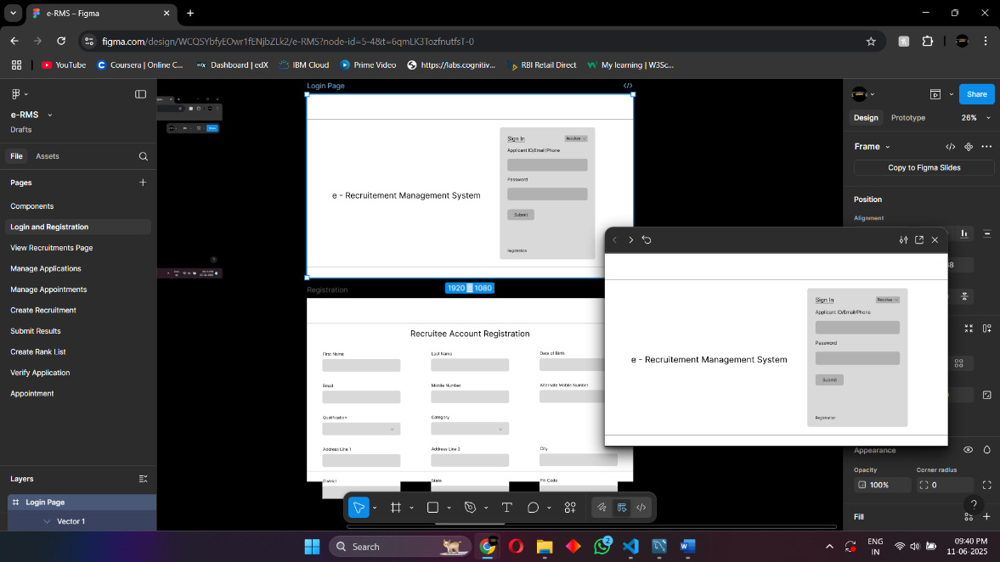 e-RMS – Figma
figma.com/design/WCQSYbfyEOwr1fENjbZLk2/e-RMS?node-id=5-4&t=6qmLK3Tozfnutfs1-0
YouTube
Coursera | Online C...
edX
Dashboard | edX
IBM Cloud
Prime Video
https://labs.cognitiv...
RBI Retail Direct
My learning | W3Sc...
e-RMS
Drafts
File
Assets
Pages
Components
Login and Registration
View Recruitments Page
Manage Applications
Manage Appointments
Create Recruitment
Submit Results
Create Rank List
Verify Application
Appointment
Layers
Login Page
Vector 1
Login Page
Sign In
Recruitee
Applicant ID/Email/Phone
Password
e - Recruitement Management System
Submit
Registration
1920
1080
Registration
Recruitee Account Registration
First Name
Last Name
Date of Birth
Email
Mobile Number
Alternate Mobile Number
Qualification
Category
Address Line 1
Address Line 2
City
District
State
Pin Code
Sign In
Recruitee
Applicant ID/Email/Phone
Password
e - Recruitement Management System
Submit
Registration
Share
Design
Prototype
26%
Frame
Copy to Figma Slides
Position
Alignment
Appearance
Opacity
Corner radius
100%
0
Fill
?
Search
2
ENG
IN
09:40 PM
11-06-2025